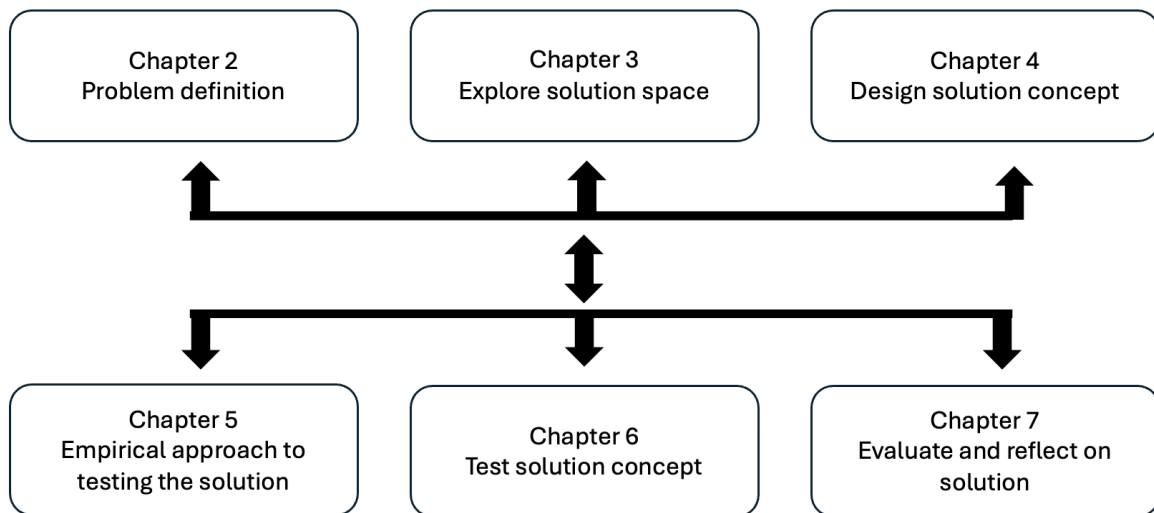 Chapter 2
Problem definition
Chapter 3
Explore solution space
Chapter 4
Design solution concept
Chapter 5
Empirical approach to
testing the solution
Chapter 6
Test solution concept
Chapter 7
Evaluate and reflect on
solution